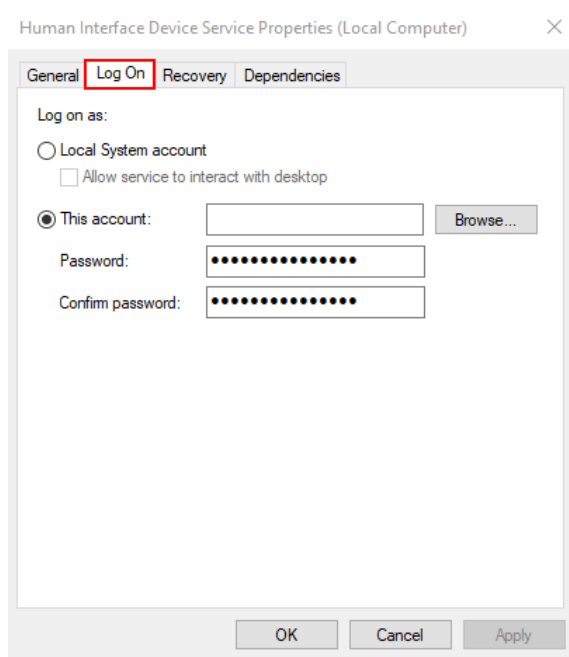 Human Interface Device Service Properties (Local Computer)
General Log On Recovery Dependencies
Log on as:
Local System account
Allow service to interact with desktop
This account: Browse...
Password: •••••••••••••••
Confirm password: •••••••••••••••
OK Cancel Apply